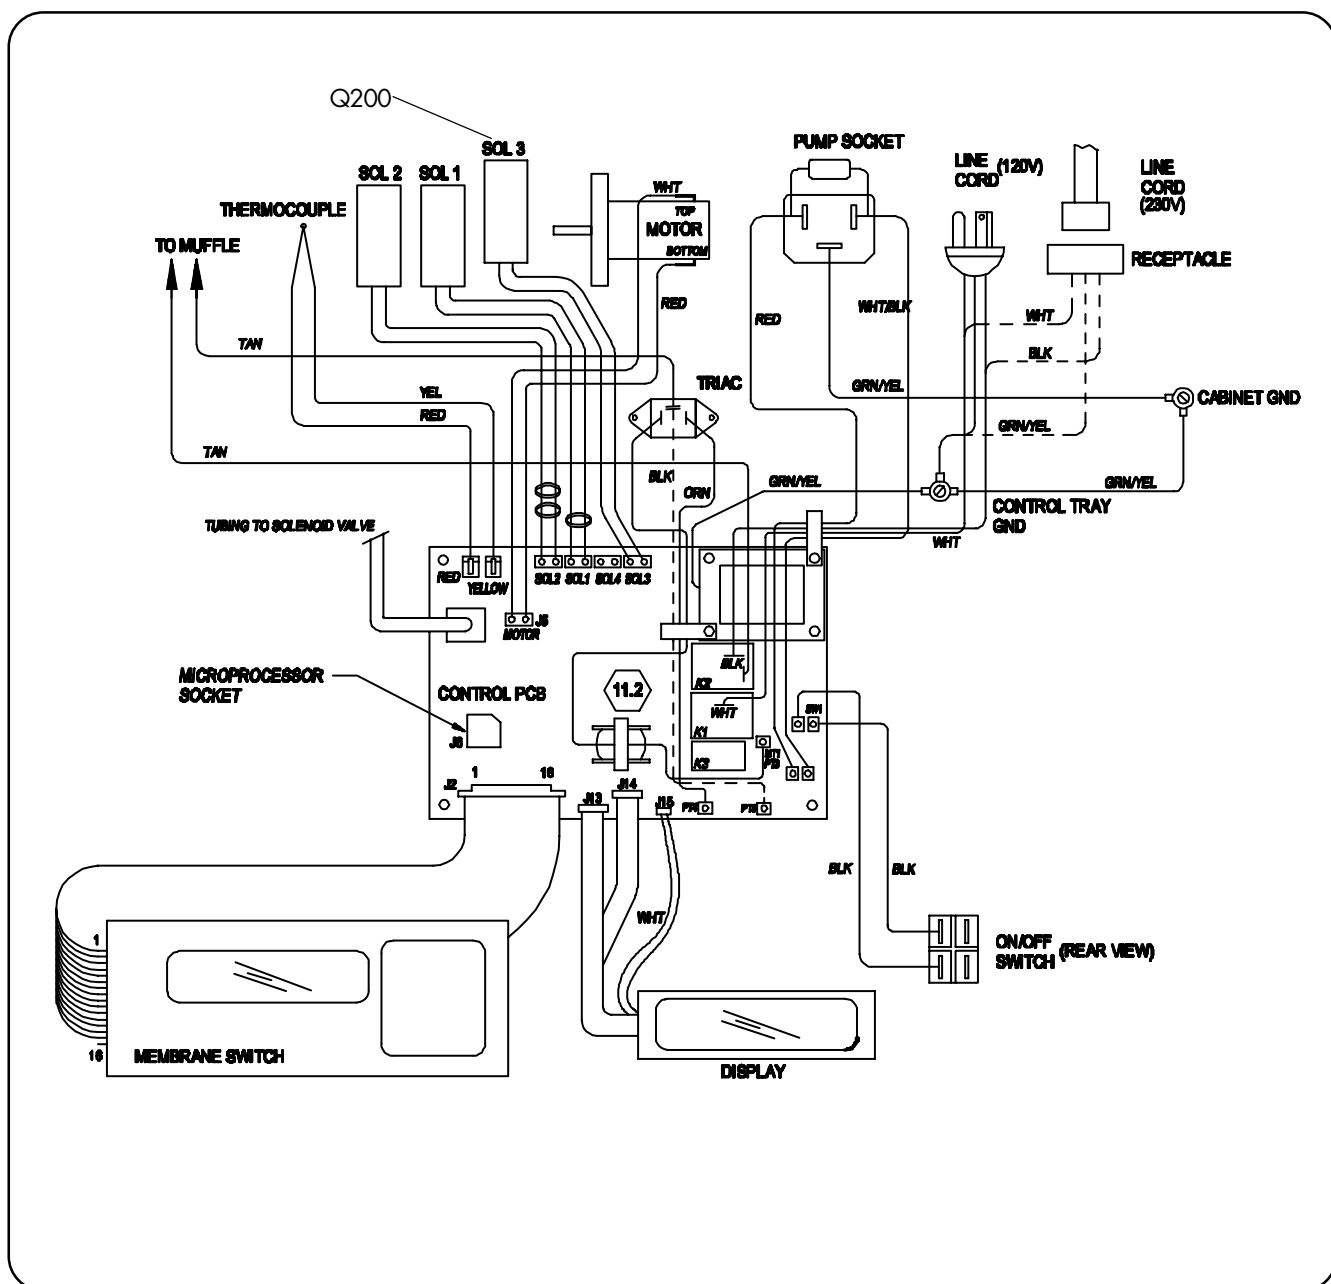 Q200
SOL 3
PUMP SOCKET
LINE CORD (120V)
LINE CORD (230V)
SOL 2
SOL 1
WHT
THERMOCOUPLE
TOP
MOTOR
BOTTOM
TO MUFFLE
RECEPTACLE
RED
WHT/BLK
RED
WHT
TAN
BLK
TRIAC
GRN/YEL
YEL
CABINET GND
RED
GRN/YEL
TAN
BLK
GRN/YEL
GRN/YEL
ORN
CONTROL TRAY
GND
TUBING TO SOLENOID VALVE
WHT
RED
YELLOW
SOL2
SOL1
SOL4
SOL3
J5
MOTOR
BLK
MICROPROCESSOR
SOCKET
K2
CONTROL PCB
11.2
WHT
SW1
K1
J6
MT1
K3
J2
1
16
J13
J14
J15
BLK
BLK
WHT
1
ON/OFF
SWITCH (REAR VIEW)
16
MEMBRANE SWITCH
DISPLAY